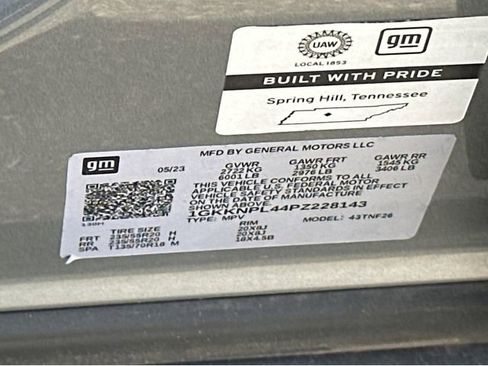 UAW
gm
LOCAL 1853
BUILT WITH PRIDE
Spring Hill, Tennessee
gm
MFD BY GENERAL MOTORS LLC
05/23
GVWR GAWR FRT GAWR RR
2722 KG 1350 KG 1545 KG
6001 LB 2976 LB 3406 LB
THIS VEHICLE CONFORMS TO ALL
APPLICABLE U.S. FEDERAL MOTOR
VEHICLE SAFETY STANDARDS IN EFFECT
ON THE DATE OF MANUFACTURE
SHOWN ABOVE.
1GKKNPL44PZ228143
TYPE: MPV MODEL: 43TNF26
TIRE SIZE RIM
FRT 235/55R20 H 20X8J
RR 235/55R20 H 20X8J
SPA T135/70R18 M 18X4.5B